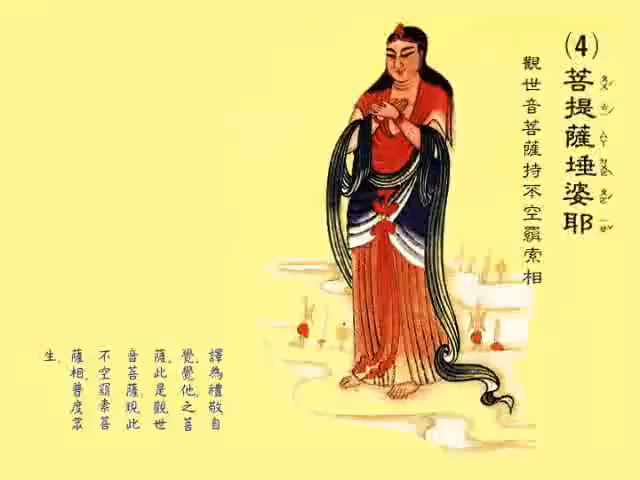 (4)
菩提薩埵婆耶
觀世音菩薩持不空羂索相
譯為禮敬自
覺、覺他之菩
薩。此是觀世
音菩薩現此
不空羂索菩
薩相普度眾
生。